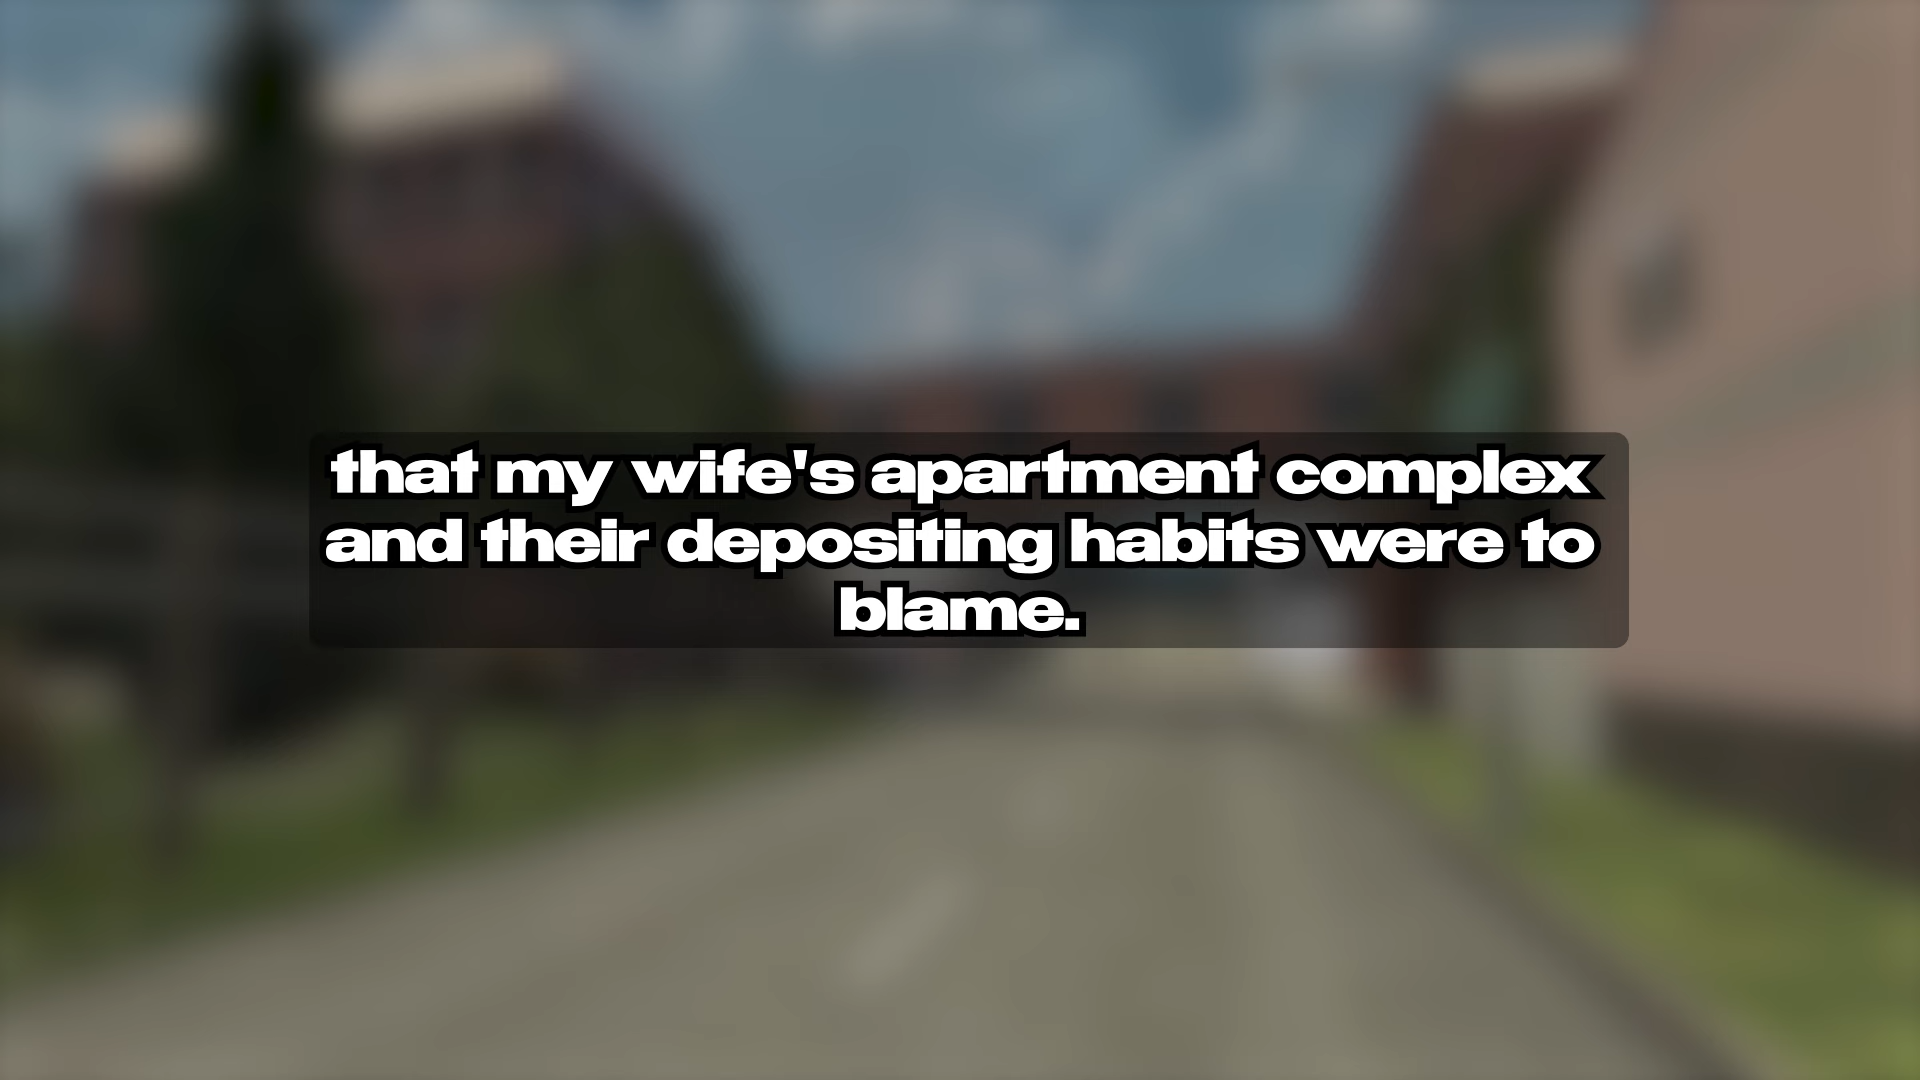 that my wife's apartment complex
and their depositing habits were to
blame.